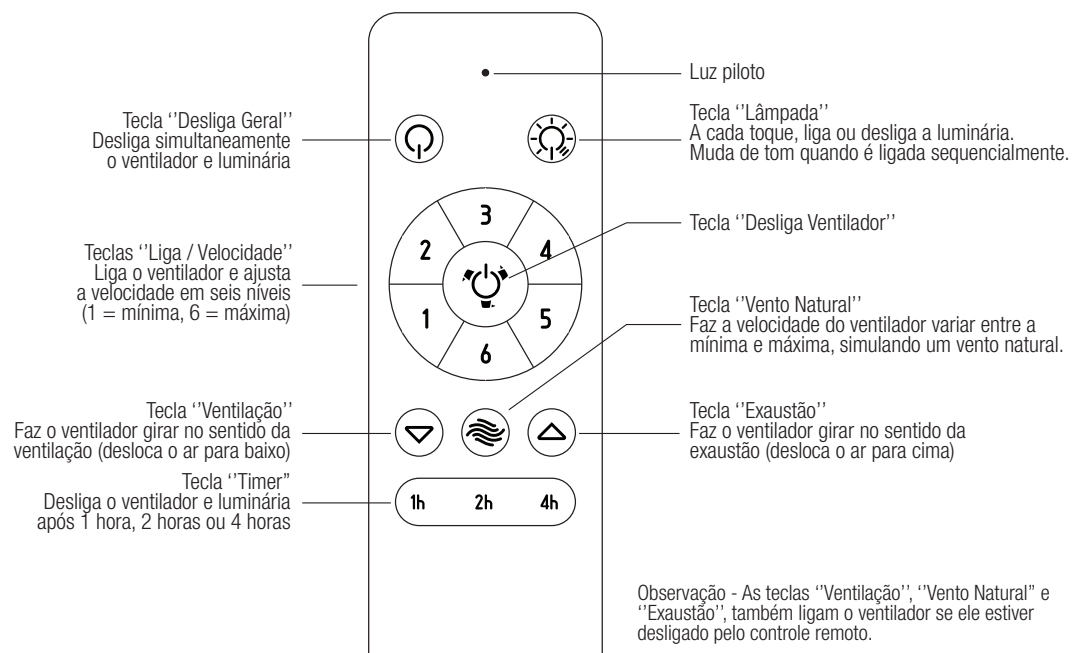 Luz piloto
Tecla ‘’Desliga Geral’’
Desliga simultaneamente
o ventilador e luminária
Tecla ‘’Lâmpada’’
A cada toque, liga ou desliga a luminária.
Muda de tom quando é ligada sequencialmente.
3
2
4
Tecla ‘’Desliga Ventilador’’
Teclas ‘’Liga / Velocidade’’
Liga o ventilador e ajusta
a velocidade em seis níveis
(1 = mínima, 6 = máxima)
1
5
6
Tecla ‘’Vento Natural’’
Faz a velocidade do ventilador variar entre a
mínima e máxima, simulando um vento natural.
Tecla ‘’Ventilação’’
Faz o ventilador girar no sentido da
ventilação (desloca o ar para baixo)
Tecla ‘’Exaustão’’
Faz o ventilador girar no sentido da
exaustão (desloca o ar para cima)
Tecla ‘’Timer”
Desliga o ventilador e luminária
após 1 hora, 2 horas ou 4 horas
1h 2h 4h
Observação - As teclas ‘’Ventilação’’, ‘’Vento Natural” e
‘’Exaustão’’, também ligam o ventilador se ele estiver
desligado pelo controle remoto.